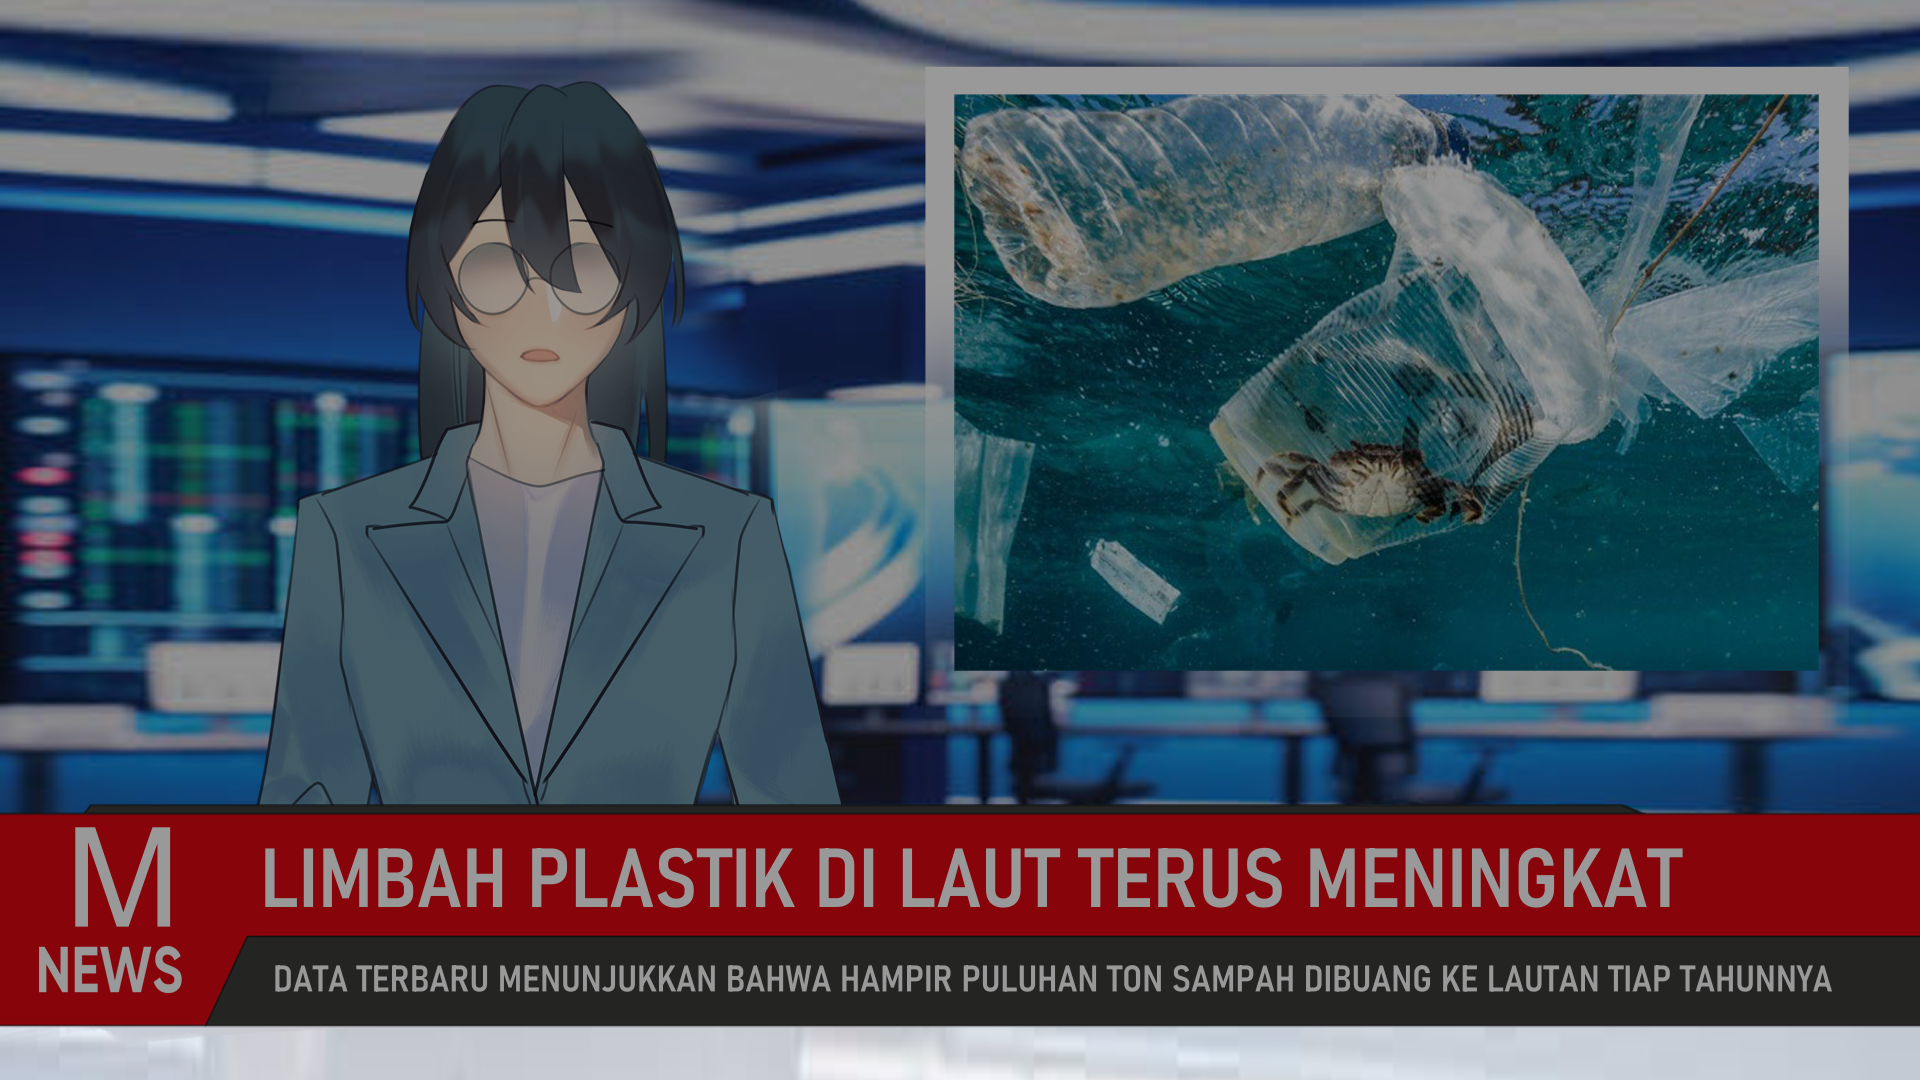 M
NEWS
LIMBAH PLASTIK DI LAUT TERUS MENINGKAT
DATA TERBARU MENUNJUKKAN BAHWA HAMPIR PULUHAN TON SAMPAH DIBUANG KE LAUTAN TIAP TAHUNNYA